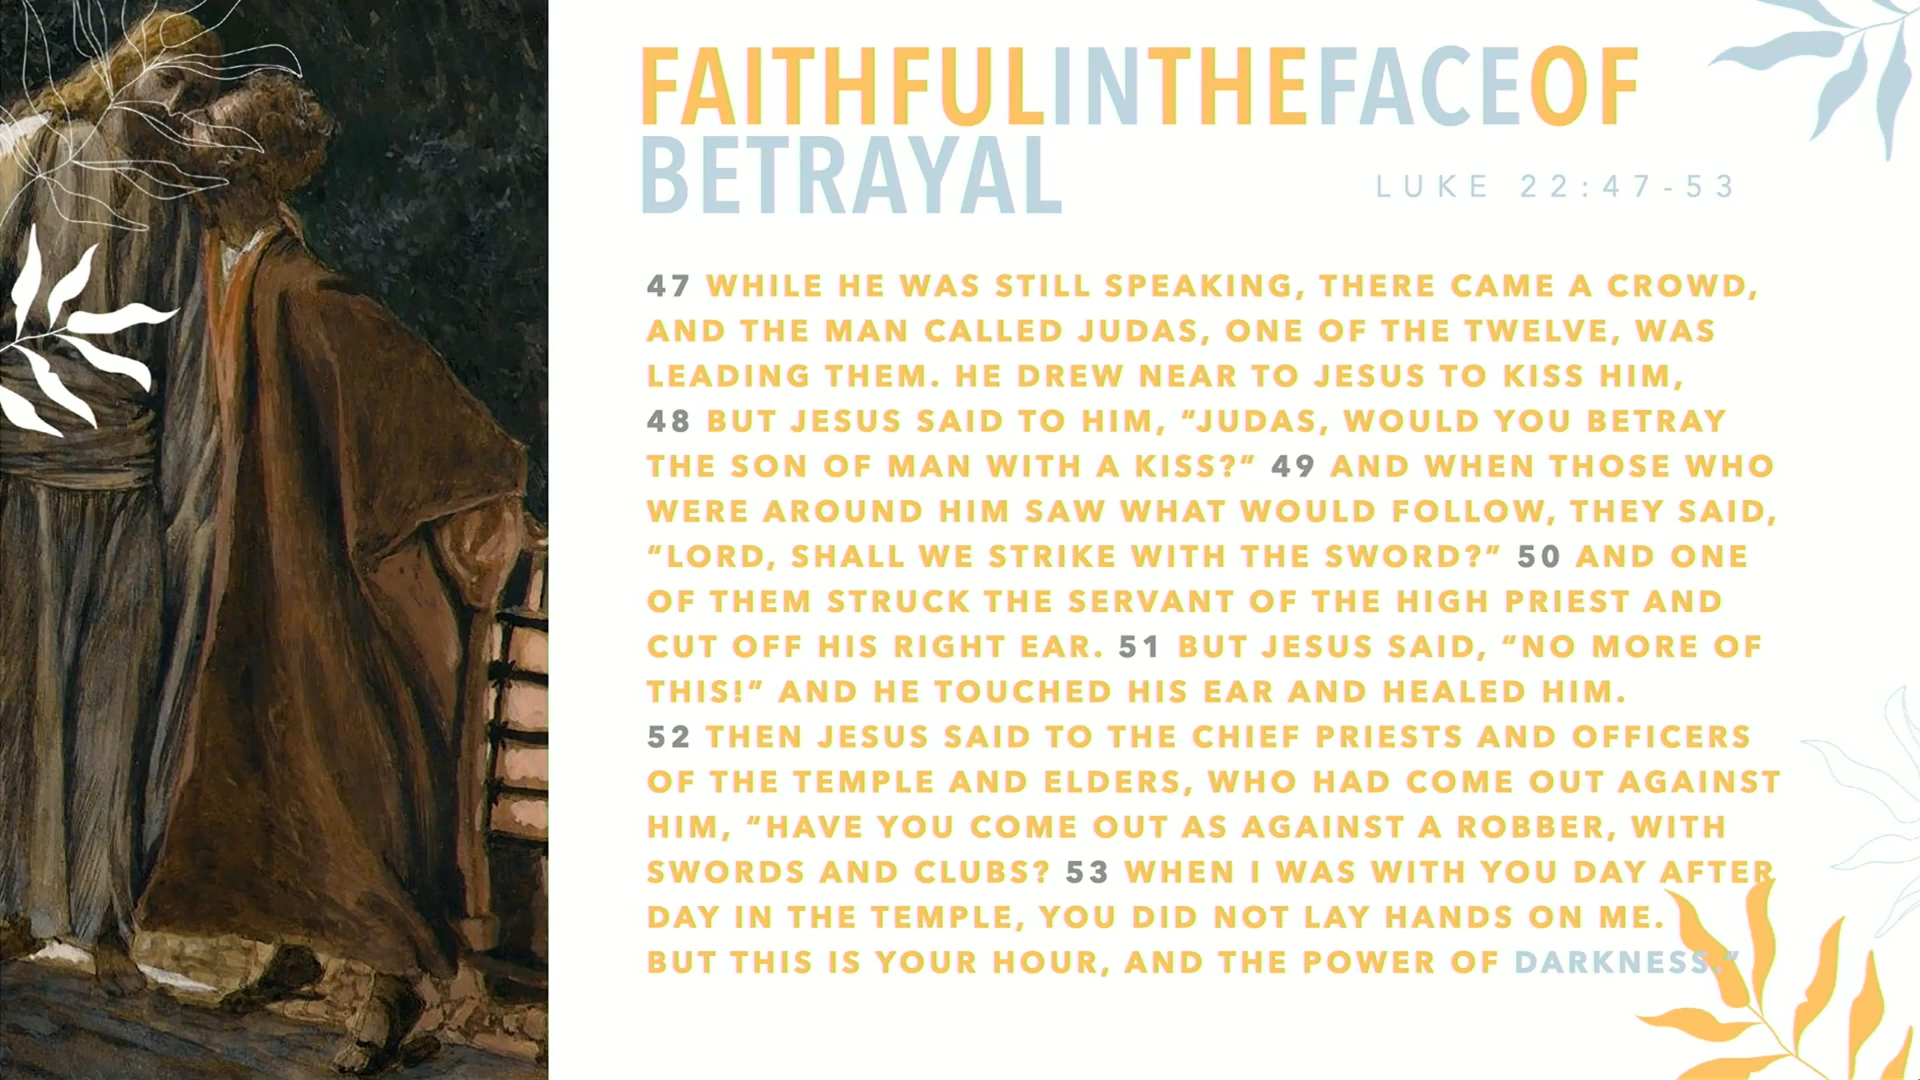 FAITHFULINTHEFACEOF
BETRAYAL
LUKE 22:47-53
47 WHILE HE WAS STILL SPEAKING, THERE CAME A CROWD,
AND THE MAN CALLED JUDAS, ONE OF THE TWELVE, WAS
LEADING THEM. HE DREW NEAR TO JESUS TO KISS HIM,
48 BUT JESUS SAID TO HIM, “JUDAS, WOULD YOU BETRAY
THE SON OF MAN WITH A KISS?” 49 AND WHEN THOSE WHO
WERE AROUND HIM SAW WHAT WOULD FOLLOW, THEY SAID,
“LORD, SHALL WE STRIKE WITH THE SWORD?” 50 AND ONE
OF THEM STRUCK THE SERVANT OF THE HIGH PRIEST AND
CUT OFF HIS RIGHT EAR. 51 BUT JESUS SAID, “NO MORE OF
THIS!” AND HE TOUCHED HIS EAR AND HEALED HIM.
52 THEN JESUS SAID TO THE CHIEF PRIESTS AND OFFICERS
OF THE TEMPLE AND ELDERS, WHO HAD COME OUT AGAINST
HIM, “HAVE YOU COME OUT AS AGAINST A ROBBER, WITH
SWORDS AND CLUBS? 53 WHEN I WAS WITH YOU DAY AFTER
DAY IN THE TEMPLE, YOU DID NOT LAY HANDS ON ME.
BUT THIS IS YOUR HOUR, AND THE POWER OF DARKNESS.”